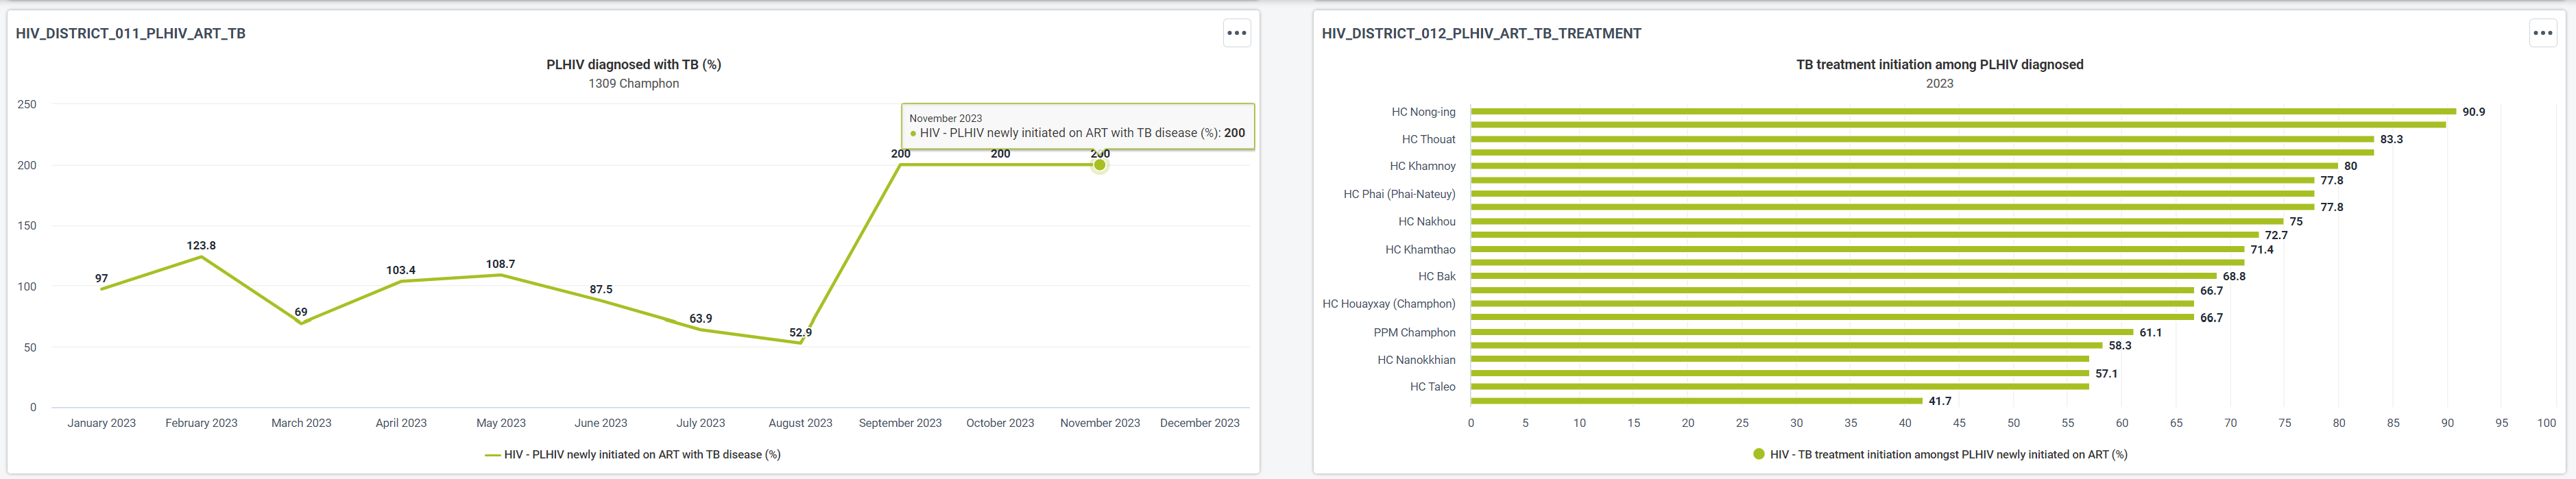 HIV_DISTRICT_011_PLHIV_ART_TB
PLHIV diagnosed with TB (%)
1309 Champhon
250
200
150
100
50
0
97
123.8
69
103.4
108.7
87.5
63.9
52.9
200
200
200
November 2023
HIV - PLHIV newly initiated on ART with TB disease (%): 200
January 2023
February 2023
March 2023
April 2023
May 2023
June 2023
July 2023
August 2023
September 2023
October 2023
November 2023
December 2023
HIV - PLHIV newly initiated on ART with TB disease (%)
HIV_DISTRICT_012_PLHIV_ART_TB_TREATMENT
TB treatment initiation among PLHIV diagnosed
2023
HC Nong-ing 90.9
HC Thouat 83.3
HC Khamnoy 80
77.8
HC Phai (Phai-Nateuy)
77.8
HC Nakhou 75
72.7
HC Khamthao 71.4
HC Bak 68.8
66.7
HC Houayxay (Champhon)
66.7
PPM Champhon 61.1
58.3
HC Nanokkhian
57.1
HC Taleo
41.7
0 5 10 15 20 25 30 35 40 45 50 55 60 65 70 75 80 85 90 95 100
HIV - TB treatment initiation amongst PLHIV newly initiated on ART (%)